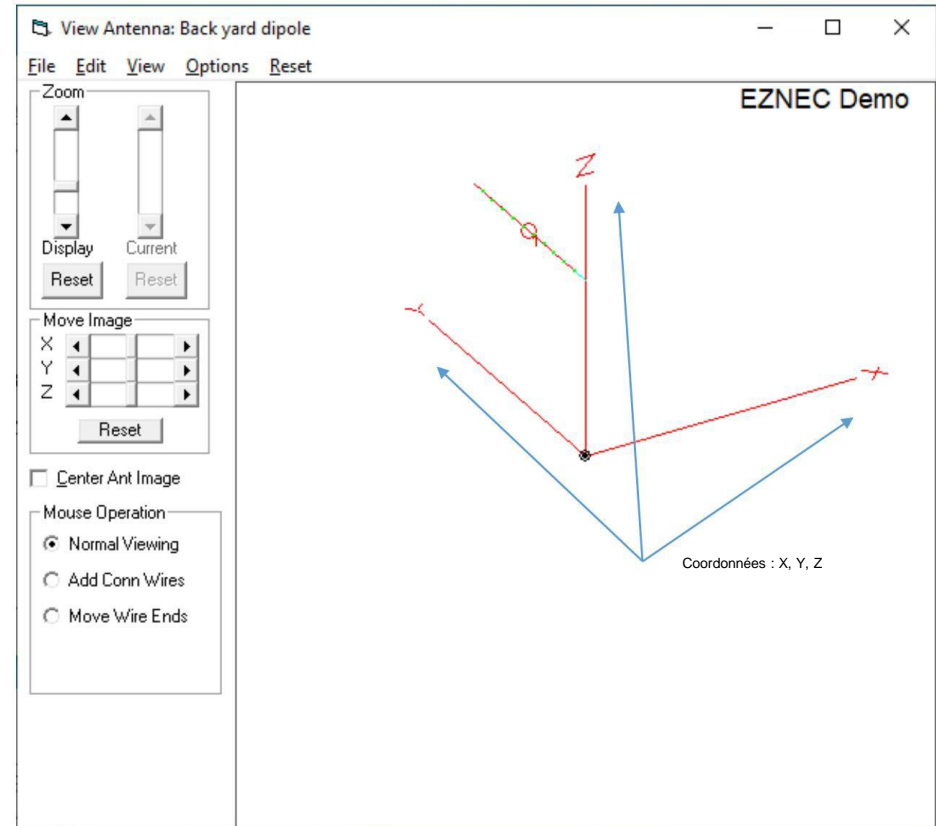 View Antenna: Back yard dipole
File Edit View Options Reset
Zoom
Display Current
Reset Reset
Move Image
X
Y
Z
Reset
Center Ant Image
Mouse Operation
Normal Viewing
Add Conn Wires
Move Wire Ends
EZNEC Demo
Z
1
Y
X
Coordonnées : X, Y, Z